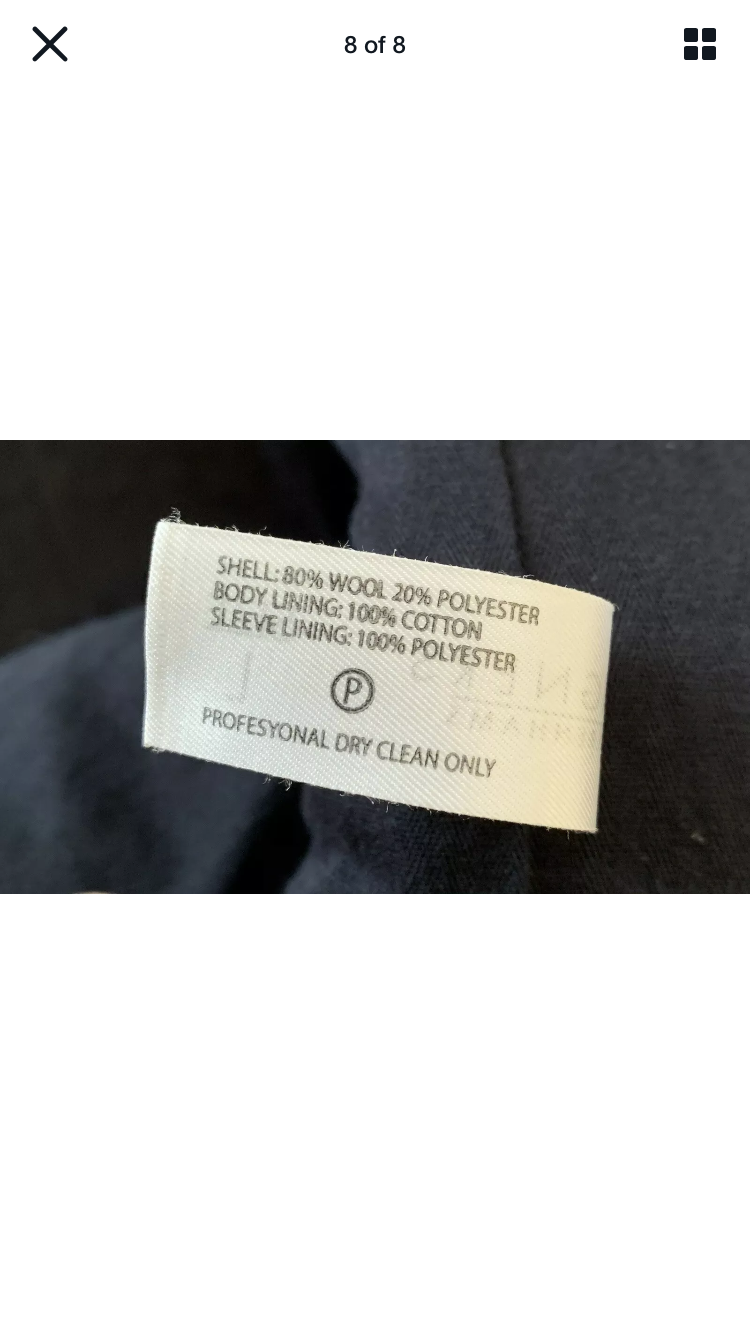 8 of 8
SHELL: 80% WOOL 20% POLYESTER
BODY LINING: 100% COTTON
SLEEVE LINING: 100% POLYESTER
P
PROFESYONAL DRY CLEAN ONLY